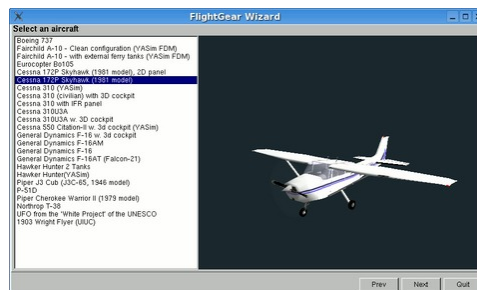 FlightGear Wizard
Select an aircraft
Boeing 737
Fairchild A-10 - Clean configuration (YASim FDM)
Fairchild A-10 - with external ferry tanks (YASim FDM)
Eurocopter Bo105
Cessna 172P Skyhawk (1981 model), 2D panel
Cessna 172P Skyhawk (1981 model)
Cessna 310 (YASim)
Cessna 310 (civilian) with 3D cockpit
Cessna 310 with IFR panel
Cessna 310U3A
Cessna 310U3A w. 3D cockpit
Cessna 550 Citation-II w. 3d cockpit (YASim)
General Dynamics F-16 w. 3d cockpit
General Dynamics F-16AM
General Dynamics F-16
General Dynamics F-16AT (Falcon-21)
Hawker Hunter 2 Tanks
Hawker Hunter(YASim)
Piper J3 Cub (J3C-65, 1946 model)
P-51D
Piper Cherokee Warrior II (1979 model)
Northrop T-38
UFO from the 'White Project' of the UNESCO
1903 Wright Flyer (UIUC)
Prev Next Quit